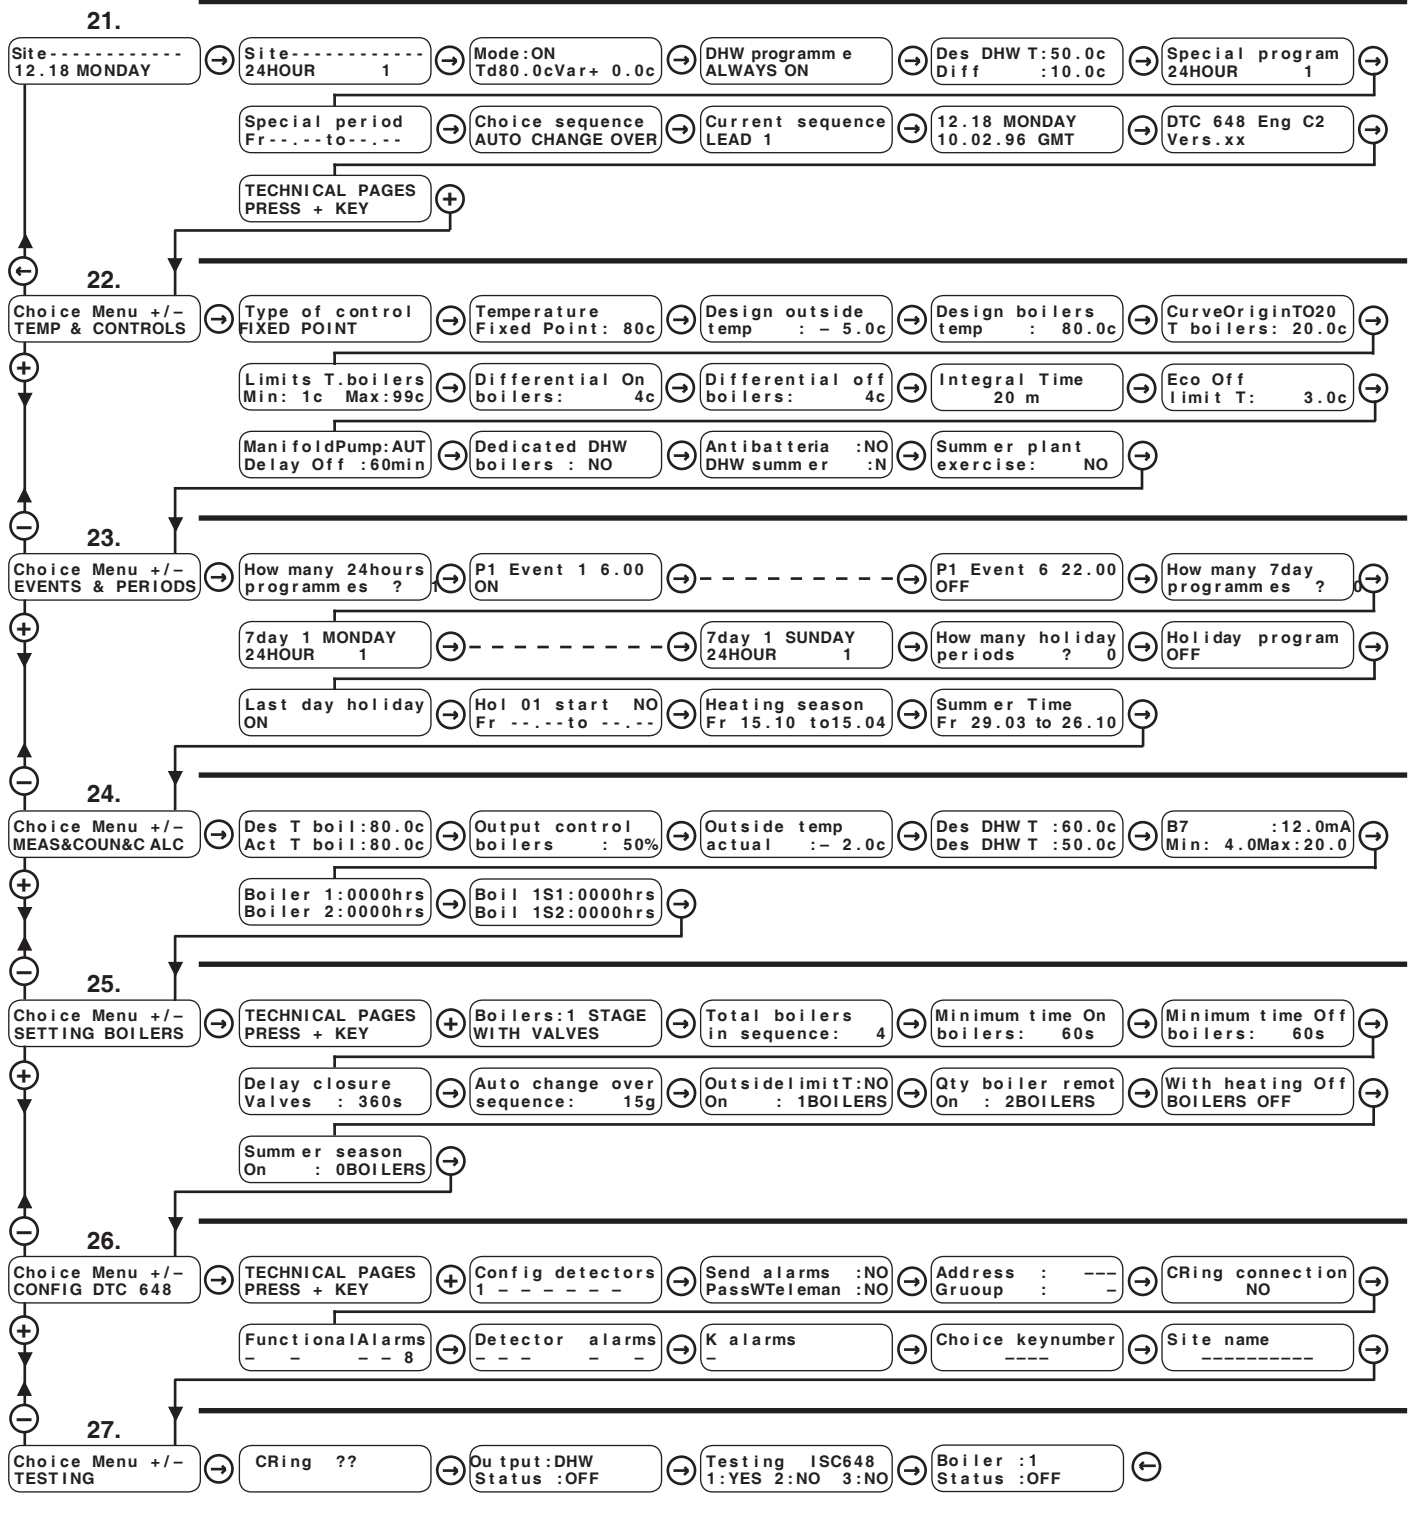 21.
Site------------
12.18 MONDAY
Site------------
24HOUR 1
Mode:ON
Td80.0cVar+ 0.0c
DHW programme
ALWAYS ON
Des DHW T:50.0c
Diff :10.0c
Special program
24HOUR 1
Special period
Fr--.--to--.--
Choice sequence
AUTO CHANGE OVER
Current sequence
LEAD 1
12.18 MONDAY
10.02.96 GMT
DTC 648 Eng C2
Vers.xx
TECHNICAL PAGES
PRESS + KEY
22.
Choice Menu +/–
TEMP & CONTROLS
Type of control
FIXED POINT
Temperature
Fixed Point: 80c
Design outside
temp : – 5.0c
Design boilers
temp : 80.0c
CurveOriginTO20
T boilers: 20.0c
Limits T.boilers
Min: 1c Max:99c
Differential On
boilers: 4c
Differential off
boilers: 4c
Integral Time
20 m
Eco Off
limit T: 3.0c
ManifoldPump:AUT
Delay Off :60min
Dedicated DHW
boilers : NO
Antibatteria :NO
DHW summer :N
Summer plant
exercise: NO
23.
Choice Menu +/–
EVENTS & PERIODS
How many 24hours
programmes ? 1
P1 Event 1 6.00
ON
P1 Event 6 22.00
OFF
How many 7day
programmes ? 0
7day 1 MONDAY
24HOUR 1
7day 1 SUNDAY
24HOUR 1
How many holiday
periods ? 0
Holiday program
OFF
Last day holiday
ON
Hol 01 start NO
Fr --.--to --.--
Heating season
Fr 15.10 to15.04
Summer Time
Fr 29.03 to 26.10
24.
Choice Menu +/–
MEAS&COUN&CALC
Des T boil:80.0c
Act T boil:80.0c
Output control
boilers : 50%
Outside temp
actual :– 2.0c
Des DHW T :60.0c
Des DHW T :50.0c
B7 :12.0mA
Min: 4.0Max:20.0
Boiler 1:0000hrs
Boiler 2:0000hrs
Boil 1S1:0000hrs
Boil 1S2:0000hrs
25.
Choice Menu +/–
SETTING BOILERS
TECHNICAL PAGES
PRESS + KEY
Boilers:1 STAGE
WITH VALVES
Total boilers
in sequence: 4
Minimum time On
boilers: 60s
Minimum time Off
boilers: 60s
Delay closure
Valves : 360s
Auto change over
sequence: 15g
OutsidelimitT:NO
On : 1BOILERS
Qty boiler remot
On : 2BOILERS
With heating Off
BOILERS OFF
Summer season
On : 0BOILERS
26.
Choice Menu +/–
CONFIG DTC 648
TECHNICAL PAGES
PRESS + KEY
Config detectors
1 – – – – – –
Send alarms :NO
PassWTeleman :NO
Address : –––
Gruoup : –
CRing connection
NO
FunctionalAlarms
– – – – 8
Detector alarms
– – – – –
K alarms
–
Choice keynumber
––––
Site name
––––––––––
27.
Choice Menu +/–
TESTING
CRing ??
Output:DHW
Status :OFF
Testing ISC648
1:YES 2:NO 3:NO
Boiler :1
Status :OFF